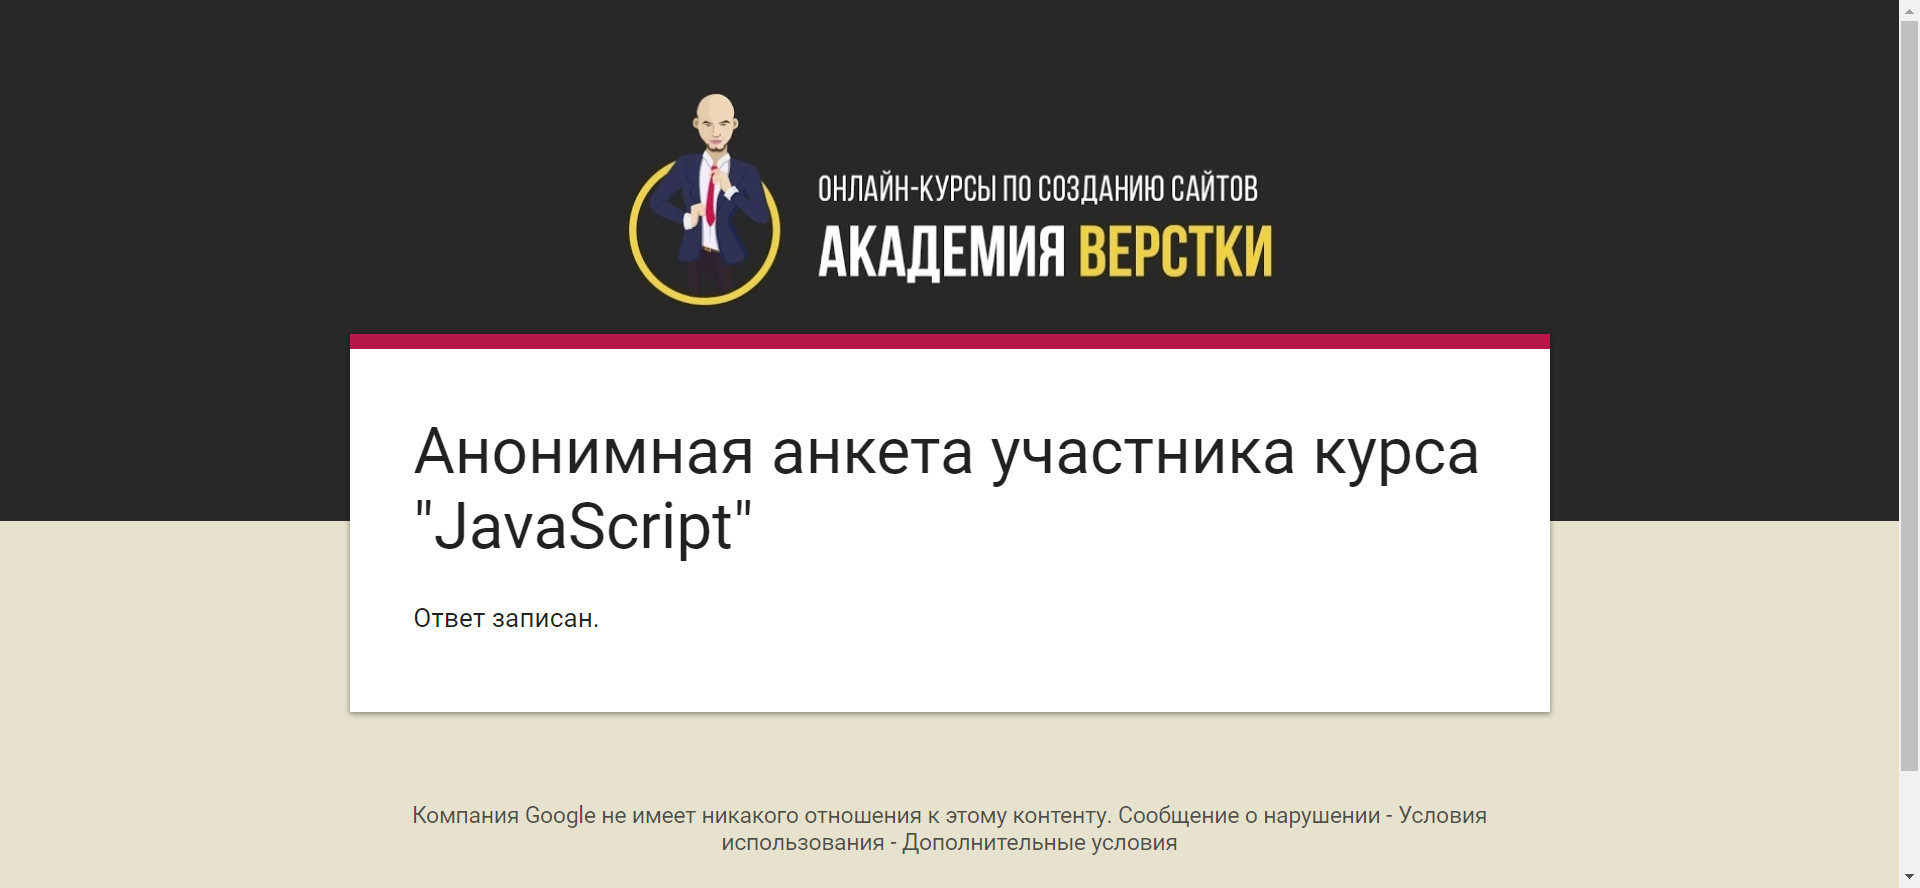 ОНЛАЙН-КУРСЫ ПО СОЗДАНИЮ САЙТОВ
АКАДЕМИЯ ВЕРСТКИ
Анонимная анкета участника курса
"JavaScript"
Ответ записан.
Компания Google не имеет никакого отношения к этому контенту. Сообщение о нарушении - Условия
использования - Дополнительные условия